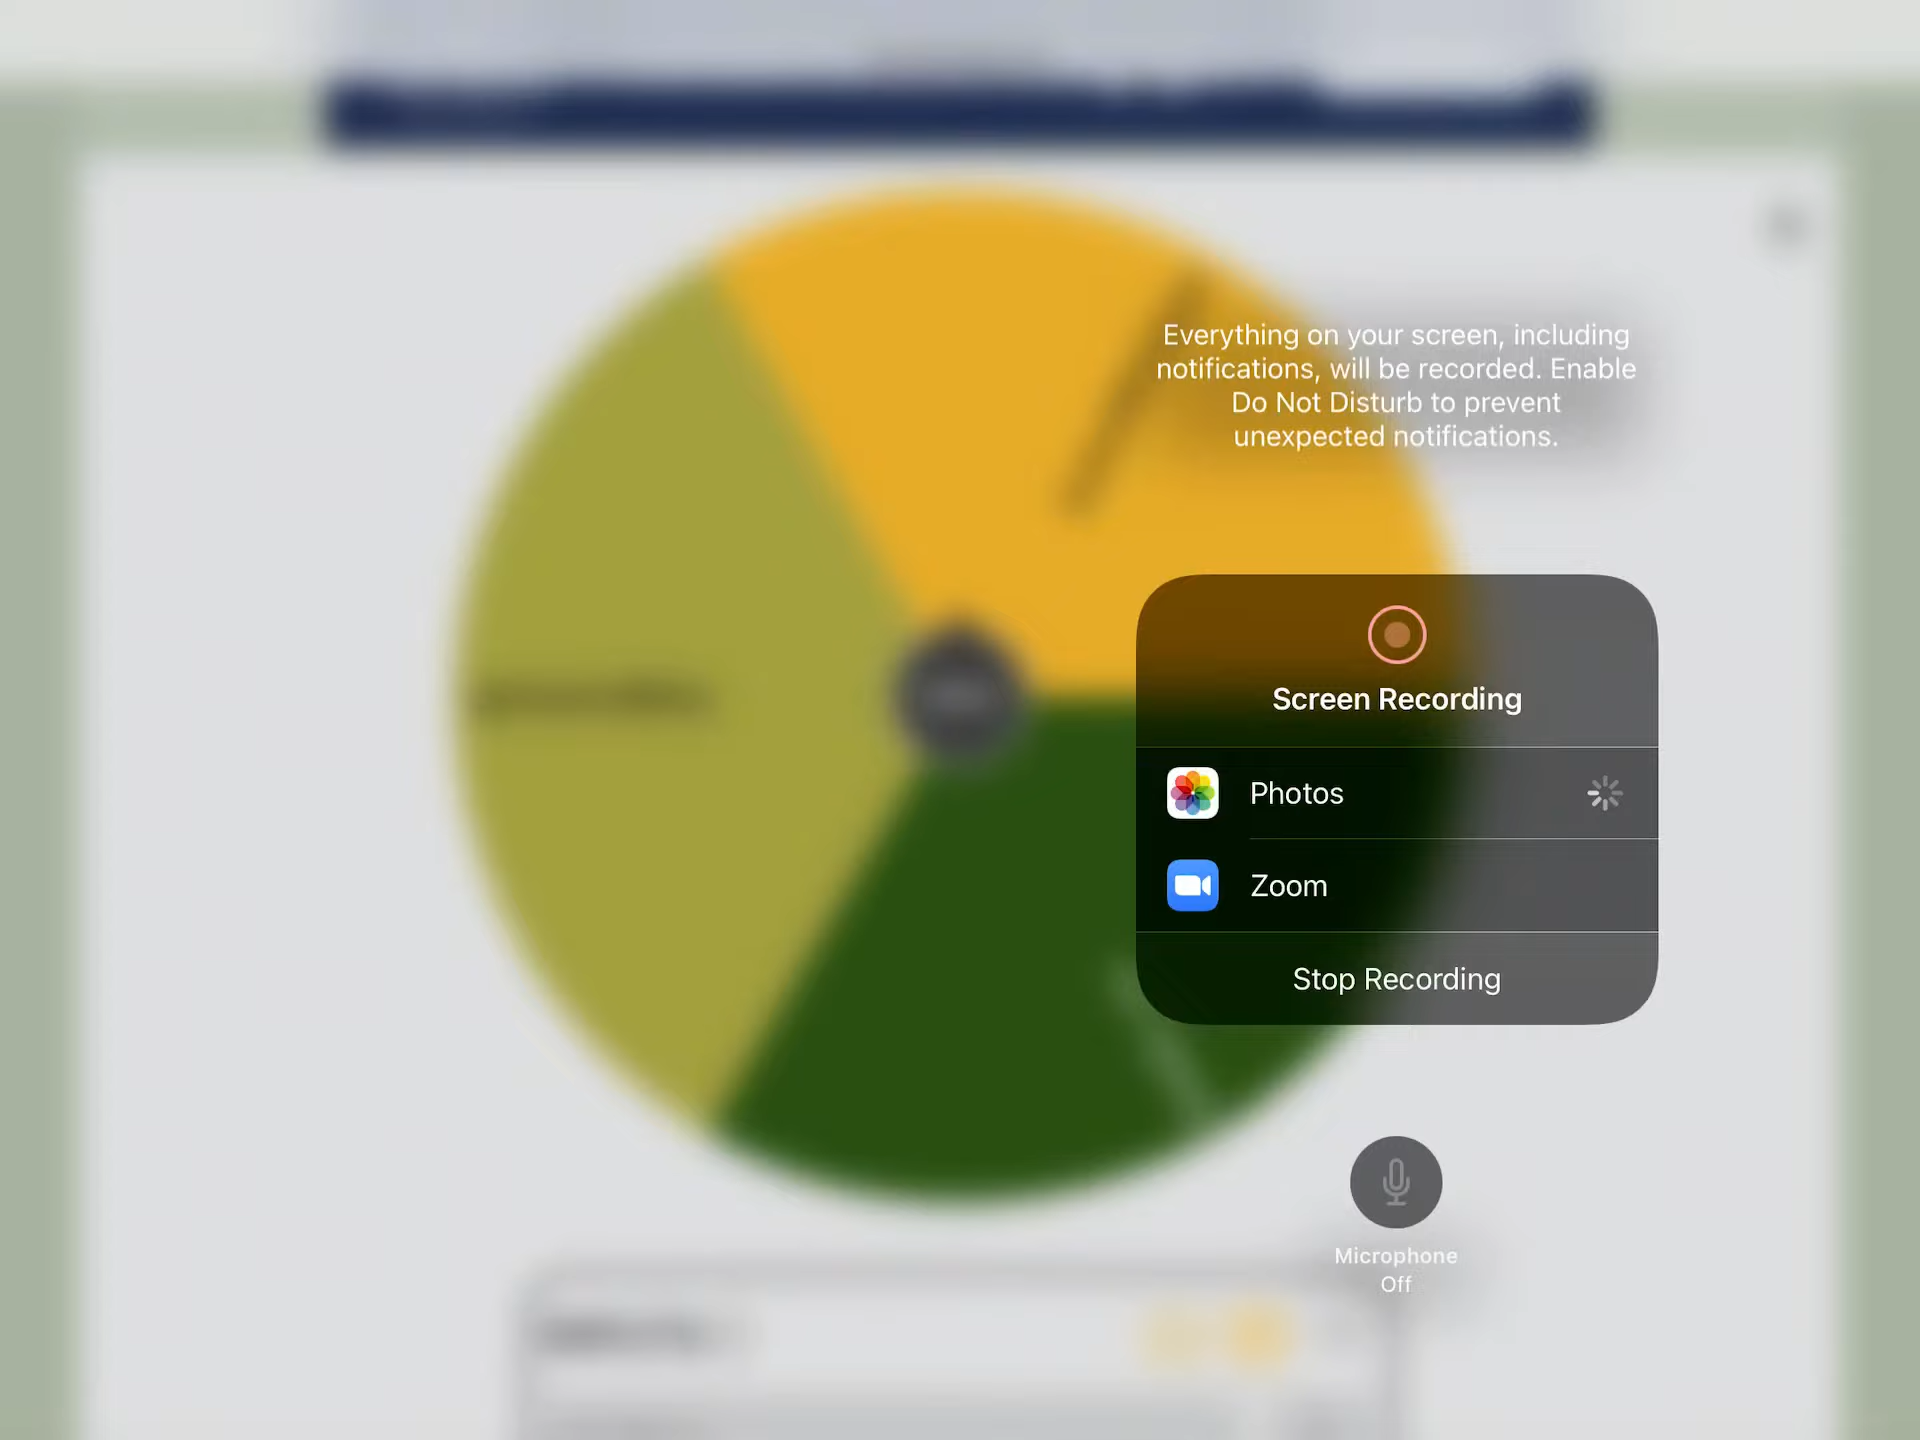 Everything on your screen, including
notifications, will be recorded. Enable
Do Not Disturb to prevent
unexpected notifications.
Screen Recording
Photos
Zoom
Stop Recording
Microphone
Off